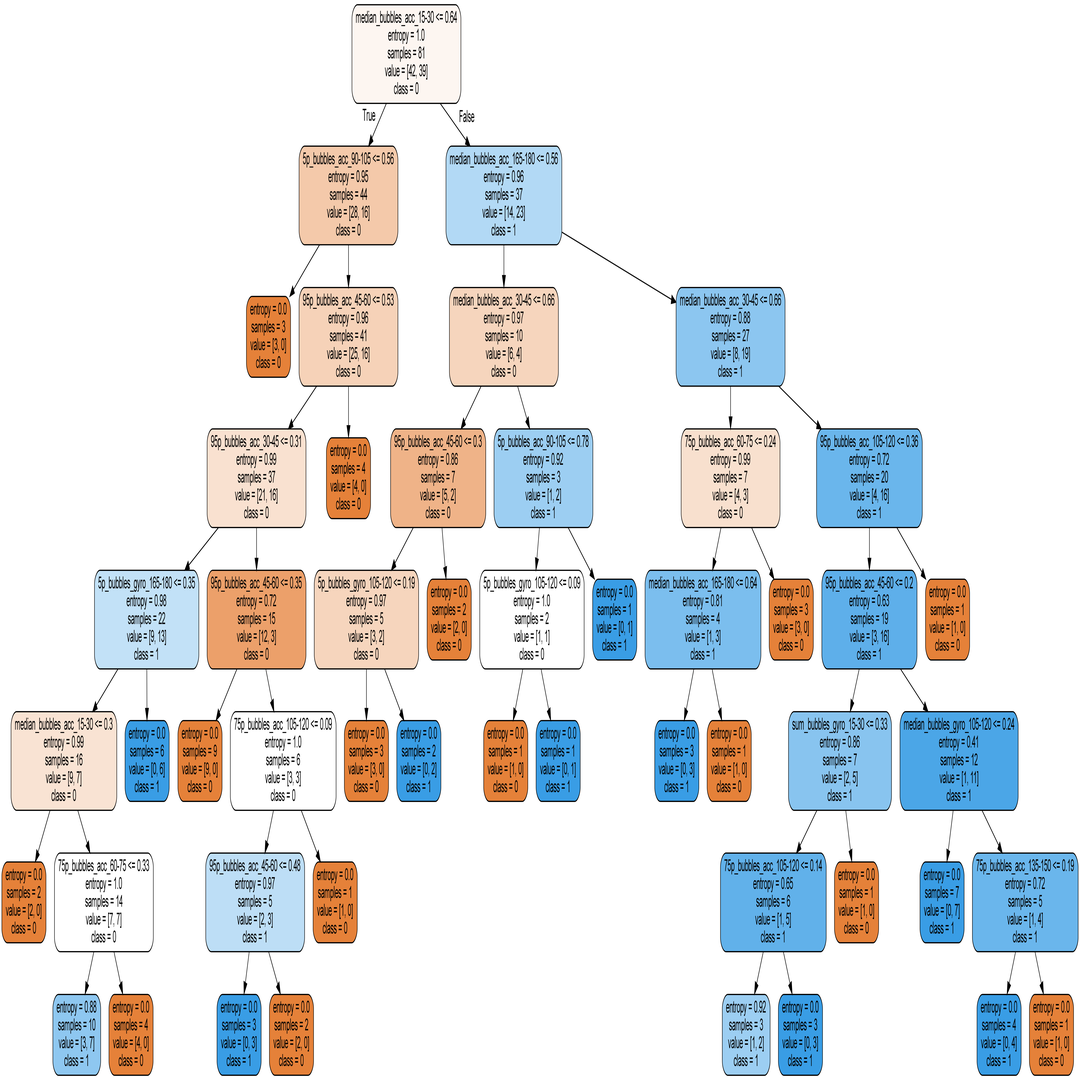 median_bubbles_acc_15-30 <= 0.64
entropy = 1.0
samples = 81
value = [42, 39]
class = 0
True
False
5p_bubbles_acc_90-105 <= 0.56
entropy = 0.95
samples = 44
value = [28, 16]
class = 0
median_bubbles_acc_165-180 <= 0.56
entropy = 0.96
samples = 37
value = [14, 23]
class = 1
entropy = 0.0
samples = 3
value = [3, 0]
class = 0
95p_bubbles_acc_45-60 <= 0.53
entropy = 0.96
samples = 41
value = [25, 16]
class = 0
median_bubbles_acc_30-45 <= 0.66
entropy = 0.97
samples = 10
value = [6, 4]
class = 0
median_bubbles_acc_30-45 <= 0.66
entropy = 0.88
samples = 27
value = [8, 19]
class = 1
95p_bubbles_acc_30-45 <= 0.31
entropy = 0.99
samples = 37
value = [21, 16]
class = 0
entropy = 0.0
samples = 4
value = [4, 0]
class = 0
95p_bubbles_acc_45-60 <= 0.3
entropy = 0.86
samples = 7
value = [5, 2]
class = 0
5p_bubbles_acc_90-105 <= 0.78
entropy = 0.92
samples = 3
value = [1, 2]
class = 1
75p_bubbles_acc_60-75 <= 0.24
entropy = 0.99
samples = 7
value = [4, 3]
class = 0
95p_bubbles_acc_105-120 <= 0.36
entropy = 0.72
samples = 20
value = [4, 16]
class = 1
5p_bubbles_gyro_165-180 <= 0.35
entropy = 0.98
samples = 22
value = [9, 13]
class = 1
95p_bubbles_acc_45-60 <= 0.35
entropy = 0.72
samples = 15
value = [12, 3]
class = 0
5p_bubbles_gyro_105-120 <= 0.19
entropy = 0.97
samples = 5
value = [3, 2]
class = 0
entropy = 0.0
samples = 2
value = [2, 0]
class = 0
5p_bubbles_gyro_105-120 <= 0.09
entropy = 1.0
samples = 2
value = [1, 1]
class = 0
entropy = 0.0
samples = 1
value = [0, 1]
class = 1
median_bubbles_acc_165-180 <= 0.64
entropy = 0.81
samples = 4
value = [1, 3]
class = 1
entropy = 0.0
samples = 3
value = [3, 0]
class = 0
95p_bubbles_acc_45-60 <= 0.2
entropy = 0.63
samples = 19
value = [3, 16]
class = 1
entropy = 0.0
samples = 1
value = [1, 0]
class = 0
median_bubbles_acc_15-30 <= 0.3
entropy = 0.99
samples = 16
value = [9, 7]
class = 0
entropy = 0.0
samples = 6
value = [0, 6]
class = 1
entropy = 0.0
samples = 9
value = [9, 0]
class = 0
75p_bubbles_acc_105-120 <= 0.09
entropy = 1.0
samples = 6
value = [3, 3]
class = 0
entropy = 0.0
samples = 3
value = [3, 0]
class = 0
entropy = 0.0
samples = 2
value = [0, 2]
class = 1
entropy = 0.0
samples = 1
value = [1, 0]
class = 0
entropy = 0.0
samples = 1
value = [0, 1]
class = 1
entropy = 0.0
samples = 3
value = [0, 3]
class = 1
entropy = 0.0
samples = 1
value = [1, 0]
class = 0
sum_bubbles_gyro_15-30 <= 0.33
entropy = 0.86
samples = 7
value = [2, 5]
class = 1
median_bubbles_gyro_105-120 <= 0.24
entropy = 0.41
samples = 12
value = [1, 11]
class = 1
entropy = 0.0
samples = 2
value = [2, 0]
class = 0
75p_bubbles_acc_60-75 <= 0.33
entropy = 1.0
samples = 14
value = [7, 7]
class = 0
95p_bubbles_acc_45-60 <= 0.48
entropy = 0.97
samples = 5
value = [2, 3]
class = 1
entropy = 0.0
samples = 1
value = [1, 0]
class = 0
75p_bubbles_acc_105-120 <= 0.14
entropy = 0.65
samples = 6
value = [1, 5]
class = 1
entropy = 0.0
samples = 1
value = [1, 0]
class = 0
entropy = 0.0
samples = 7
value = [0, 7]
class = 1
75p_bubbles_acc_135-150 <= 0.19
entropy = 0.72
samples = 5
value = [1, 4]
class = 1
entropy = 0.88
samples = 10
value = [3, 7]
class = 1
entropy = 0.0
samples = 4
value = [4, 0]
class = 0
entropy = 0.0
samples = 3
value = [0, 3]
class = 1
entropy = 0.0
samples = 2
value = [2, 0]
class = 0
entropy = 0.92
samples = 3
value = [1, 2]
class = 1
entropy = 0.0
samples = 3
value = [0, 3]
class = 1
entropy = 0.0
samples = 4
value = [0, 4]
class = 1
entropy = 0.0
samples = 1
value = [1, 0]
class = 0